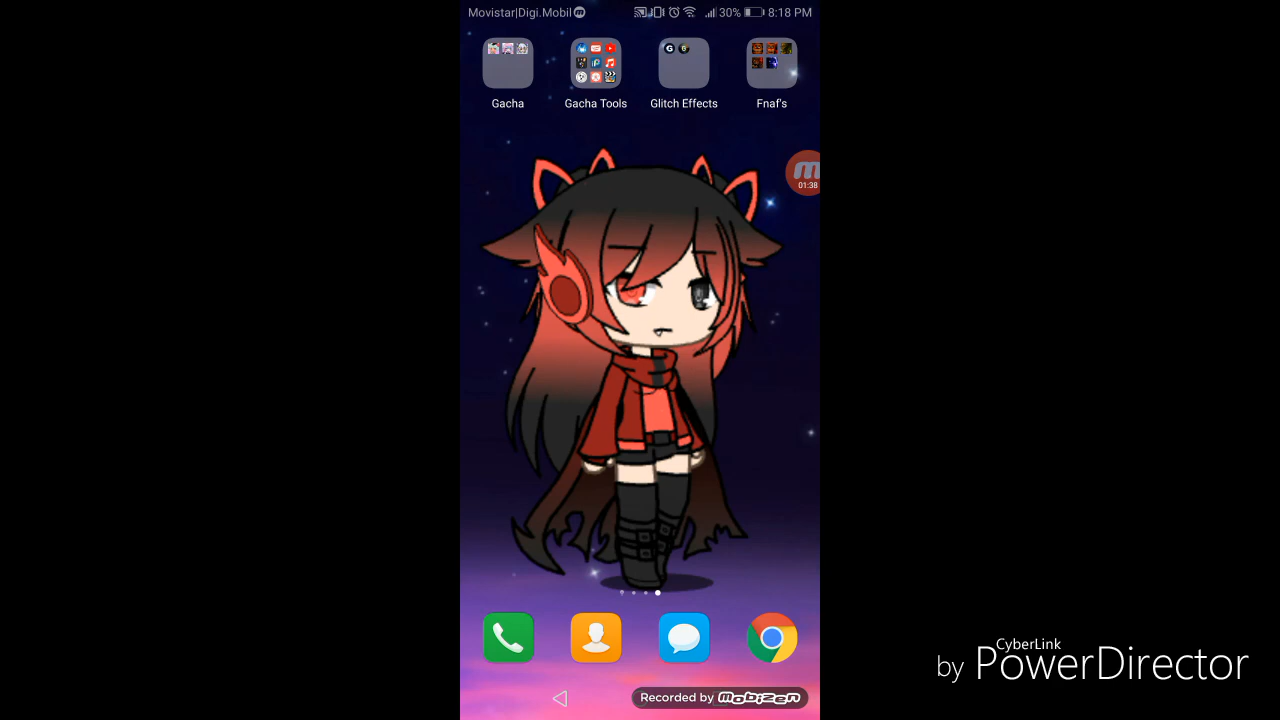 Movistar|Digi.Mobil
30% 8:18 PM
Gacha
Gacha Tools
Glitch Effects
Fnaf's
01:38
CyberLink
by PowerDirector
Recorded by mobizen